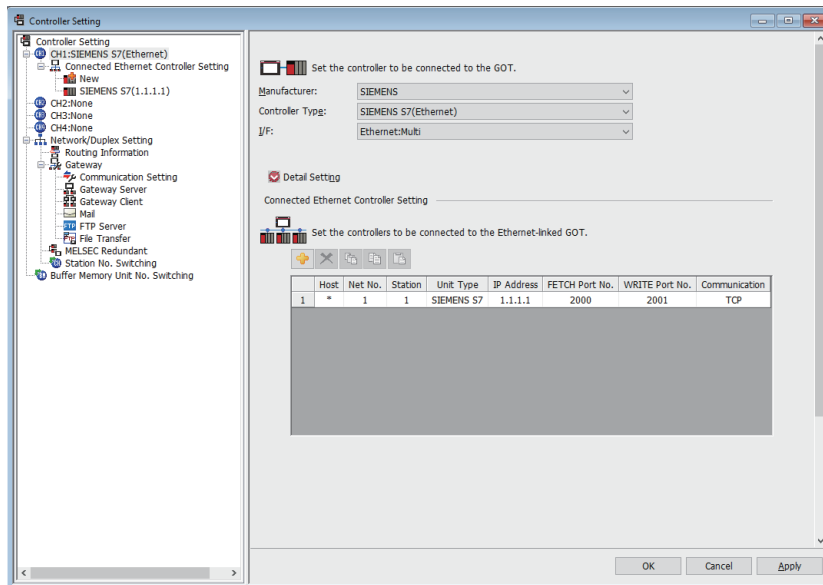 Controller Setting
Controller Setting
CH1:SIEMENS S7(Ethernet)
Connected Ethernet Controller Setting
New
SIEMENS S7(1.1.1.1)
CH2:None
CH3:None
CH4:None
Network/Duplex Setting
Routing Information
Gateway
Communication Setting
Gateway Server
Gateway Client
Mail
FTP Server
File Transfer
MELSEC Redundant
Station No. Switching
Buffer Memory Unit No. Switching
Set the controller to be connected to the GOT.
Manufacturer: SIEMENS
Controller Type: SIEMENS S7(Ethernet)
I/F: Ethernet:Multi
Detail Setting
Connected Ethernet Controller Setting
Set the controllers to be connected to the Ethernet-linked GOT.
Host Net No. Station Unit Type IP Address FETCH Port No. WRITE Port No. Communication
1 * 1 1 SIEMENS S7 1.1.1.1 2000 2001 TCP
OK Cancel Apply